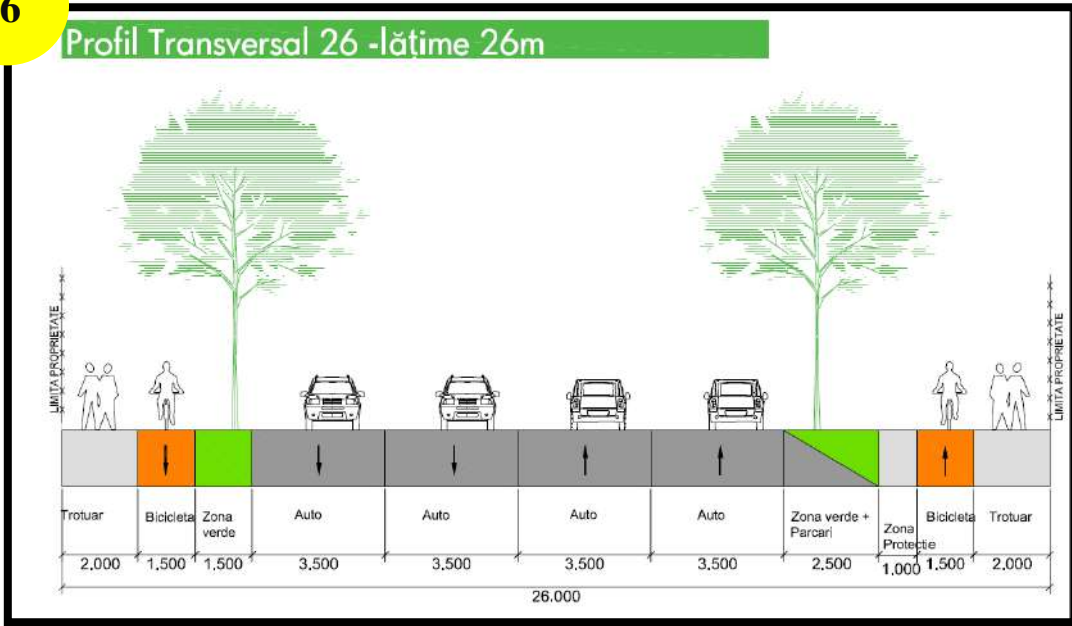 6
Profil Transversal 26 -lățime 26m
LIMITA PROPRIETATE
LIMITA PROPRIETATE
Trotuar
Bicicleta
Zona
verde
Auto
Auto
Auto
Auto
Zona verde +
Parcari
Zona
Protectie
Bicicleta
Trotuar
2,000
1,500
1,500
3,500
3,500
3,500
3,500
2,500
1,000
1,500
2,000
26.000